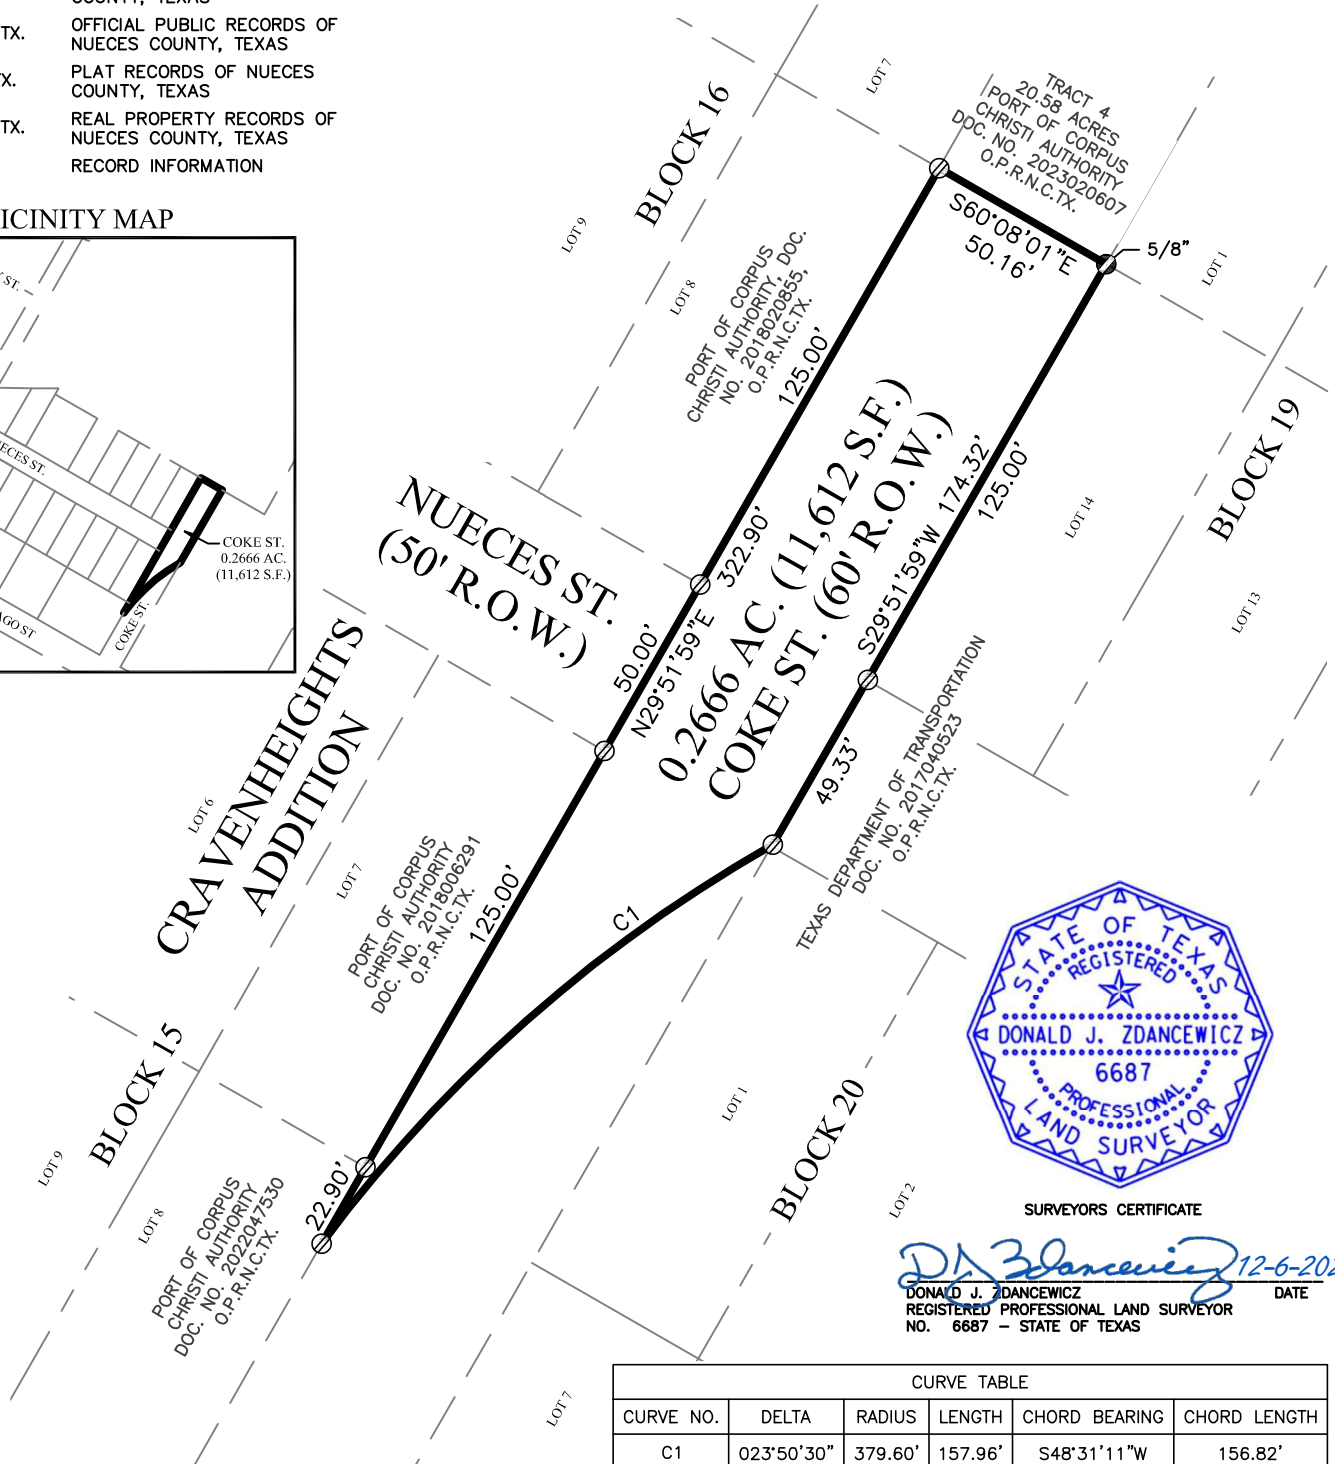 COUNTY, TEXAS
TX. OFFICIAL PUBLIC RECORDS OF
NUECES COUNTY, TEXAS
TX. PLAT RECORDS OF NUECES
COUNTY, TEXAS
TX. REAL PROPERTY RECORDS OF
NUECES COUNTY, TEXAS
RECORD INFORMATION
ICINITY MAP
ST.
ECES ST.
AGO ST
COKE ST.
COKE ST.
0.2666 AC.
(11,612 S.F.)
BLOCK 16
LOT 7
LOT 9
LOT 8
TRACT 4
20.58 ACRES
PORT OF CORPUS
CHRISTI AUTHORITY
DOC. NO. 2023020607
O.P.R.N.C.TX.
S60°08'01"E
50.16'
5/8"
LOT 1
PORT OF CORPUS
CHRISTI AUTHORITY, DOC.
NO. 2018020855,
O.P.R.N.C.TX.
125.00'
NUECES ST.
(50' R.O.W.)
322.90'
N29°51'59"E
50.00'
0.2666 AC. (11,612 S.F.)
COKE ST. (60' R.O.W.)
S29°51'59"W 174.32'
125.00'
LOT 14
BLOCK 19
LOT 13
CRAVENHEIGHTS
ADDITION
LOT 6
LOT 7
PORT OF CORPUS
CHRISTI AUTHORITY
DOC. NO. 2018006291
O.P.R.N.C.TX.
125.00'
49.33'
TEXAS DEPARTMENT OF TRANSPORTATION
DOC. NO. 2017040523
O.P.R.N.C.TX.
C1
BLOCK 15
LOT 9
LOT 8
22.90'
PORT OF CORPUS
CHRISTI AUTHORITY
DOC. NO. 2022047530
O.P.R.N.C.TX.
LOT 1
BLOCK 20
LOT 2
LOT 7
STATE OF TEXAS
REGISTERED
DONALD J. ZDANCEWICZ
6687
PROFESSIONAL
LAND SURVEYOR
SURVEYORS CERTIFICATE
DJ Zdancewicz 12-6-202
DONALD J. ZDANCEWICZ DATE
REGISTERED PROFESSIONAL LAND SURVEYOR
NO. 6687 – STATE OF TEXAS
CURVE TABLE
CURVE NO. DELTA RADIUS LENGTH CHORD BEARING CHORD LENGTH
C1 023°50'30" 379.60' 157.96' S48°31'11"W 156.82'